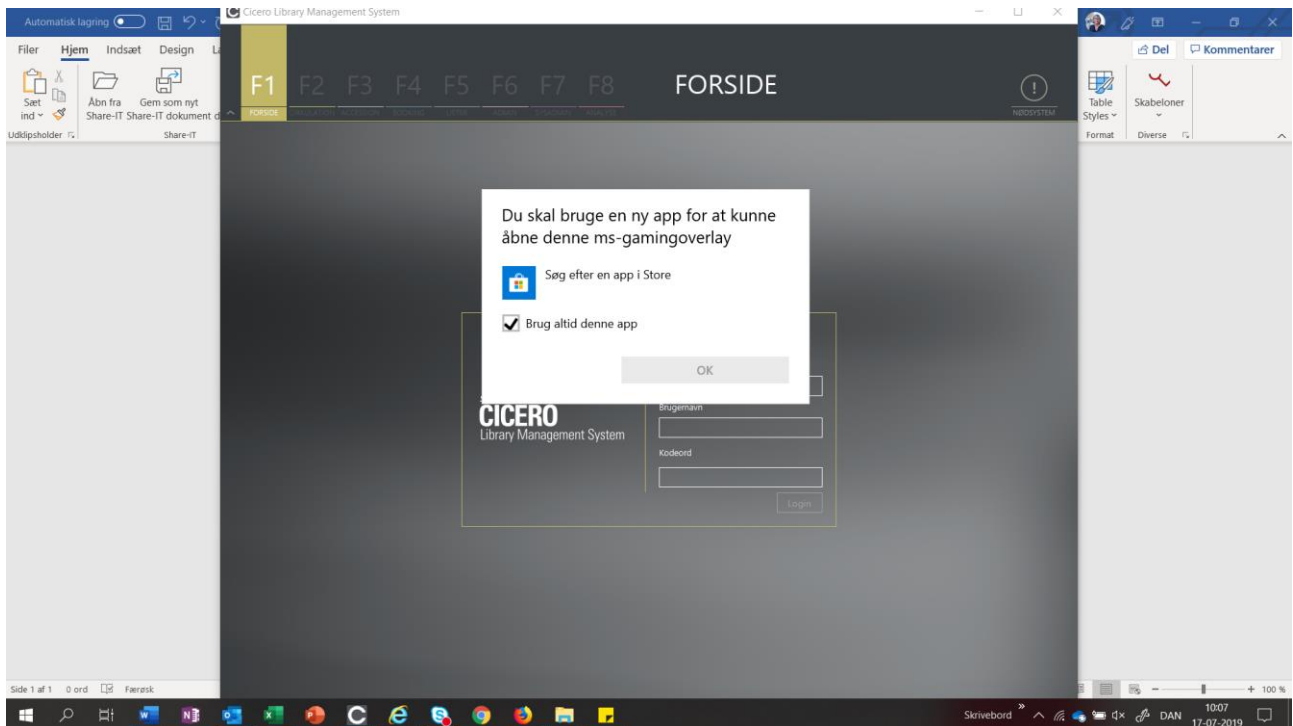 Automatisk lagring
Cicero Library Management System
Filer Hjem Indsæt Design
Del Kommentarer
Sæt ind
Åbn fra Share-IT
Gem som nyt Share-IT dokument
Udklipsholder
Share-IT
F1 F2 F3 F4 F5 F6 F7 F8
FORSIDE
FORSIDE
NØDSYSTEM
Table Styles
Skabeloner
Format
Diverse
Du skal bruge en ny app for at kunne
åbne denne ms-gamingoverlay
Søg efter en app i Store
Brug altid denne app
OK
CICERO
Library Management System
Brugernavn
Kodeord
Login
Side 1 af 1 0 ord Færøsk
100 %
Skrivebord
DAN
10:07
17-07-2019